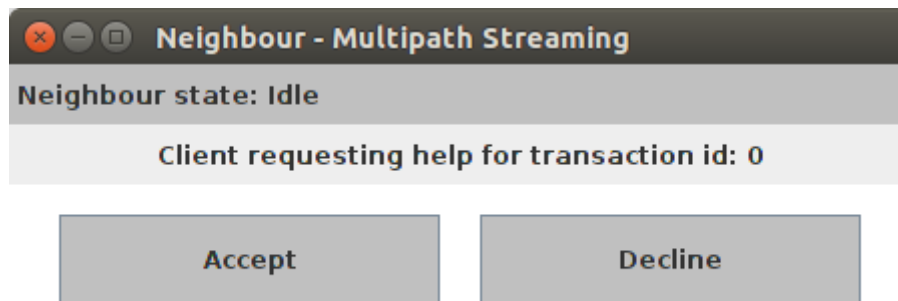 Neighbour - Multipath Streaming
Neighbour state: Idle
Client requesting help for transaction id: 0
Accept Decline